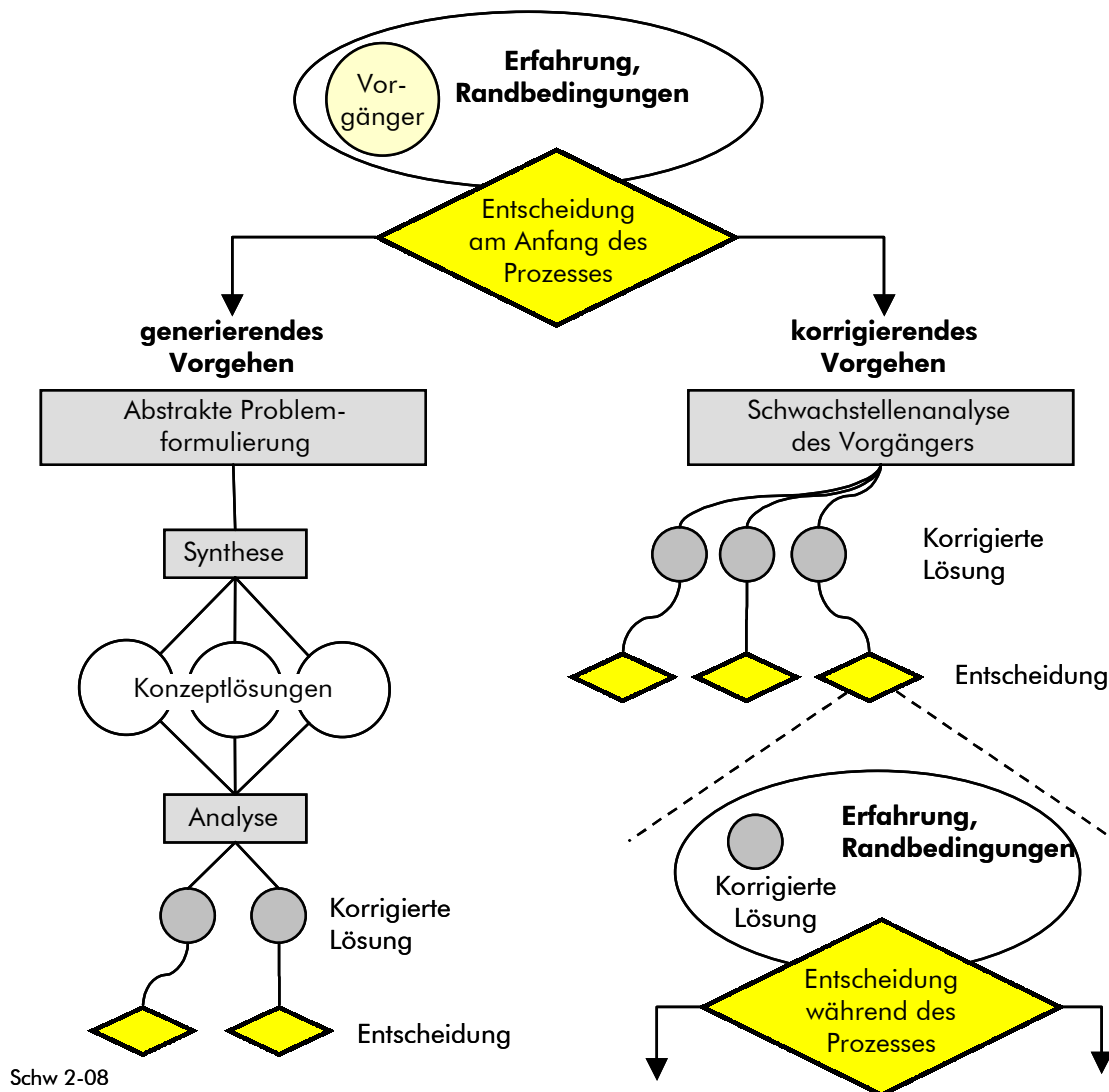 Vor-
gänger
Erfahrung,
Randbedingungen
Entscheidung
am Anfang des
Prozesses
generierendes
Vorgehen
Abstrakte Problem-
formulierung
Synthese
Konzeptlösungen
Analyse
Korrigierte
Lösung
Entscheidung
korrigierendes
Vorgehen
Schwachstellenanalyse
des Vorgängers
Korrigierte
Lösung
Entscheidung
Erfahrung,
Randbedingungen
Korrigierte
Lösung
Entscheidung
während des
Prozesses
Schw 2-08